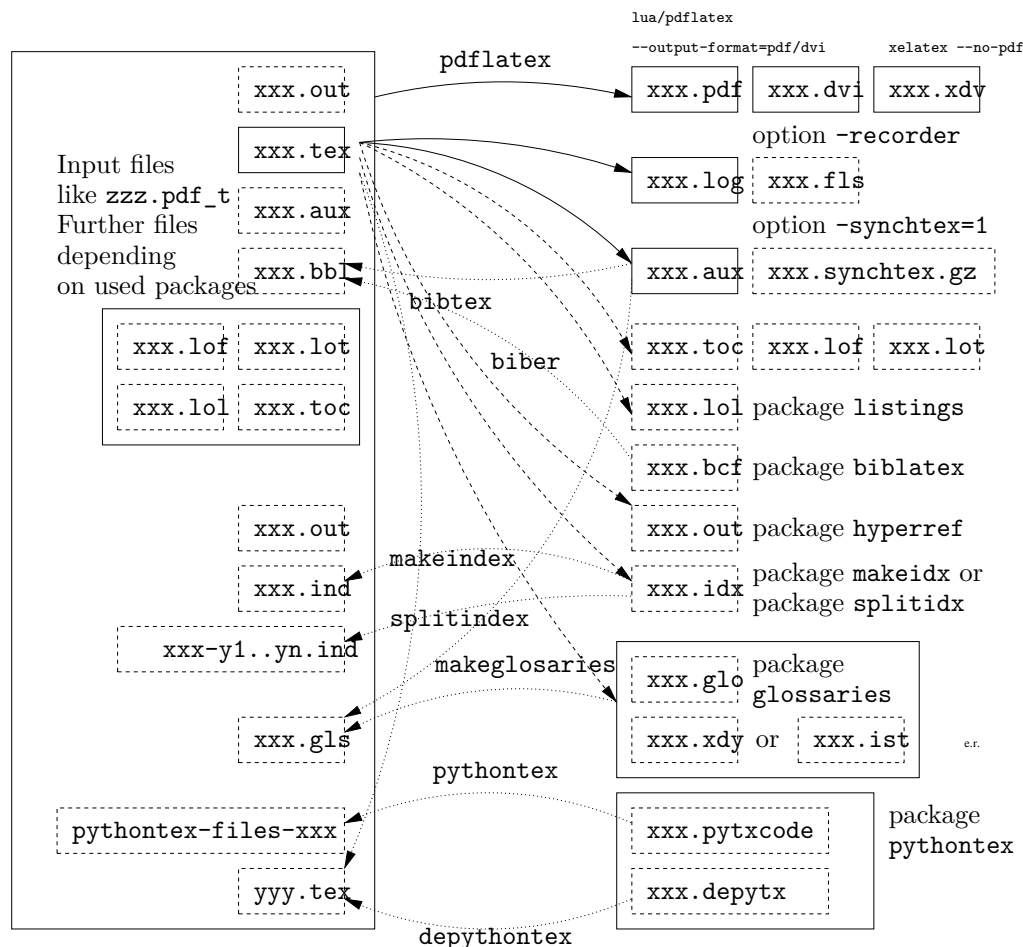 lua/pdflatex
--output-format=pdf/dvi
xelatex --no-pdf
pdflatex
xxx.out
xxx.pdf
xxx.dvi
xxx.xdv
option -recorder
xxx.tex
Input files
like zzz.pdf_t
Further files
depending
on used packages
xxx.log
xxx.fls
xxx.aux
option -synchtex=1
xxx.bbl
xxx.aux
xxx.synchtex.gz
bibtex
xxx.lof
xxx.lot
biber
xxx.toc
xxx.lof
xxx.lot
xxx.lol
xxx.toc
xxx.lol
package listings
xxx.bcf
package biblatex
xxx.out
xxx.out
package hyperref
makeindex
xxx.ind
xxx.idx
package makeidx or
package splitidx
splitindex
xxx-y1..yn.ind
makeglosaries
xxx.glo
package
glossaries
xxx.gls
xxx.xdy or
xxx.ist
e.r.
pythontex
pythontex-files-xxx
xxx.pytxcode
package
pythontex
yyy.tex
xxx.depytx
depythontex